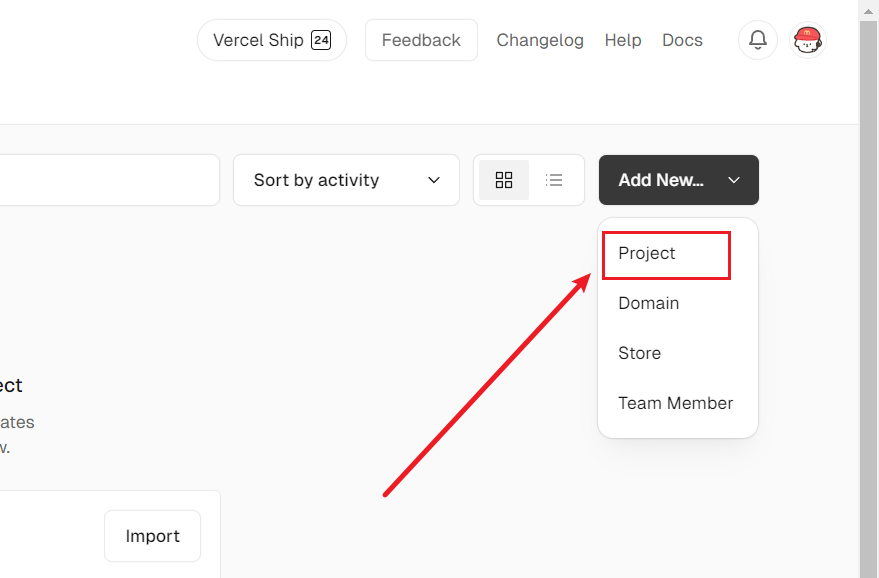 Vercel Ship 24 Feedback Changelog Help Docs
Sort by activity Add New...
Project
Domain
Store
Team Member
ect
ates
w.
Import